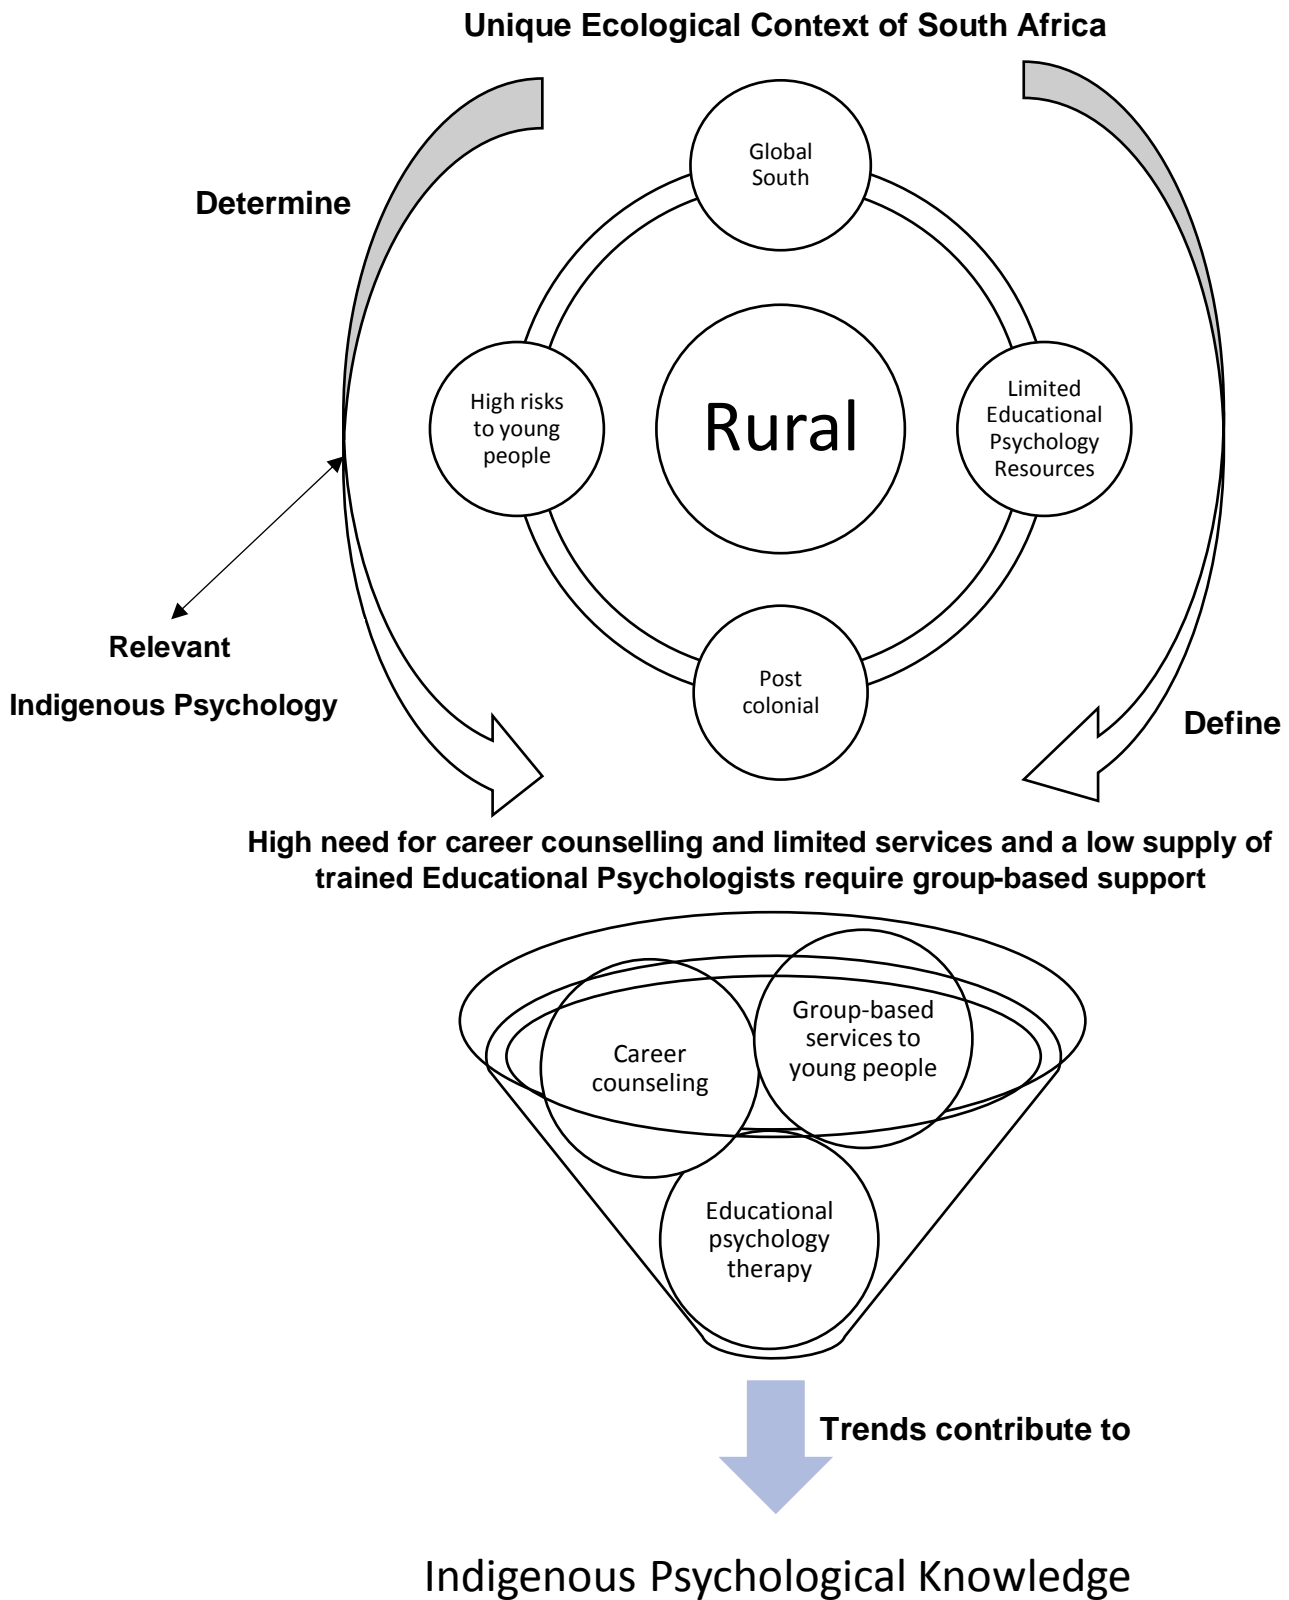 Unique Ecological Context of South Africa
Global
South
Determine
High risks
to young
people
Rural
Limited
Educational
Psychology
Resources
Relevant
Indigenous Psychology
Post
colonial
Define
High need for career counselling and limited services and a low supply of
trained Educational Psychologists require group-based support
Group-based
services to
young people
Career
counseling
Educational
psychology
therapy
Trends contribute to
Indigenous Psychological Knowledge